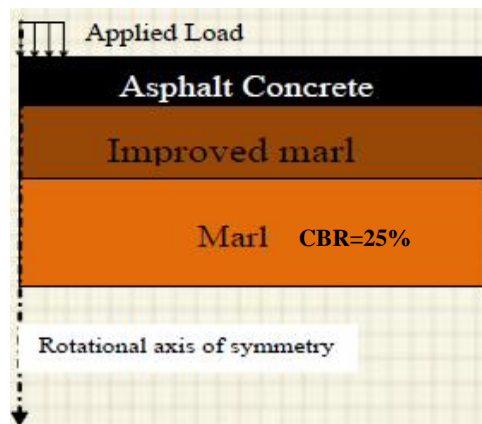 Applied Load
Asphalt Concrete
Improved marl
Marl CBR=25%
Rotational axis of symmetry